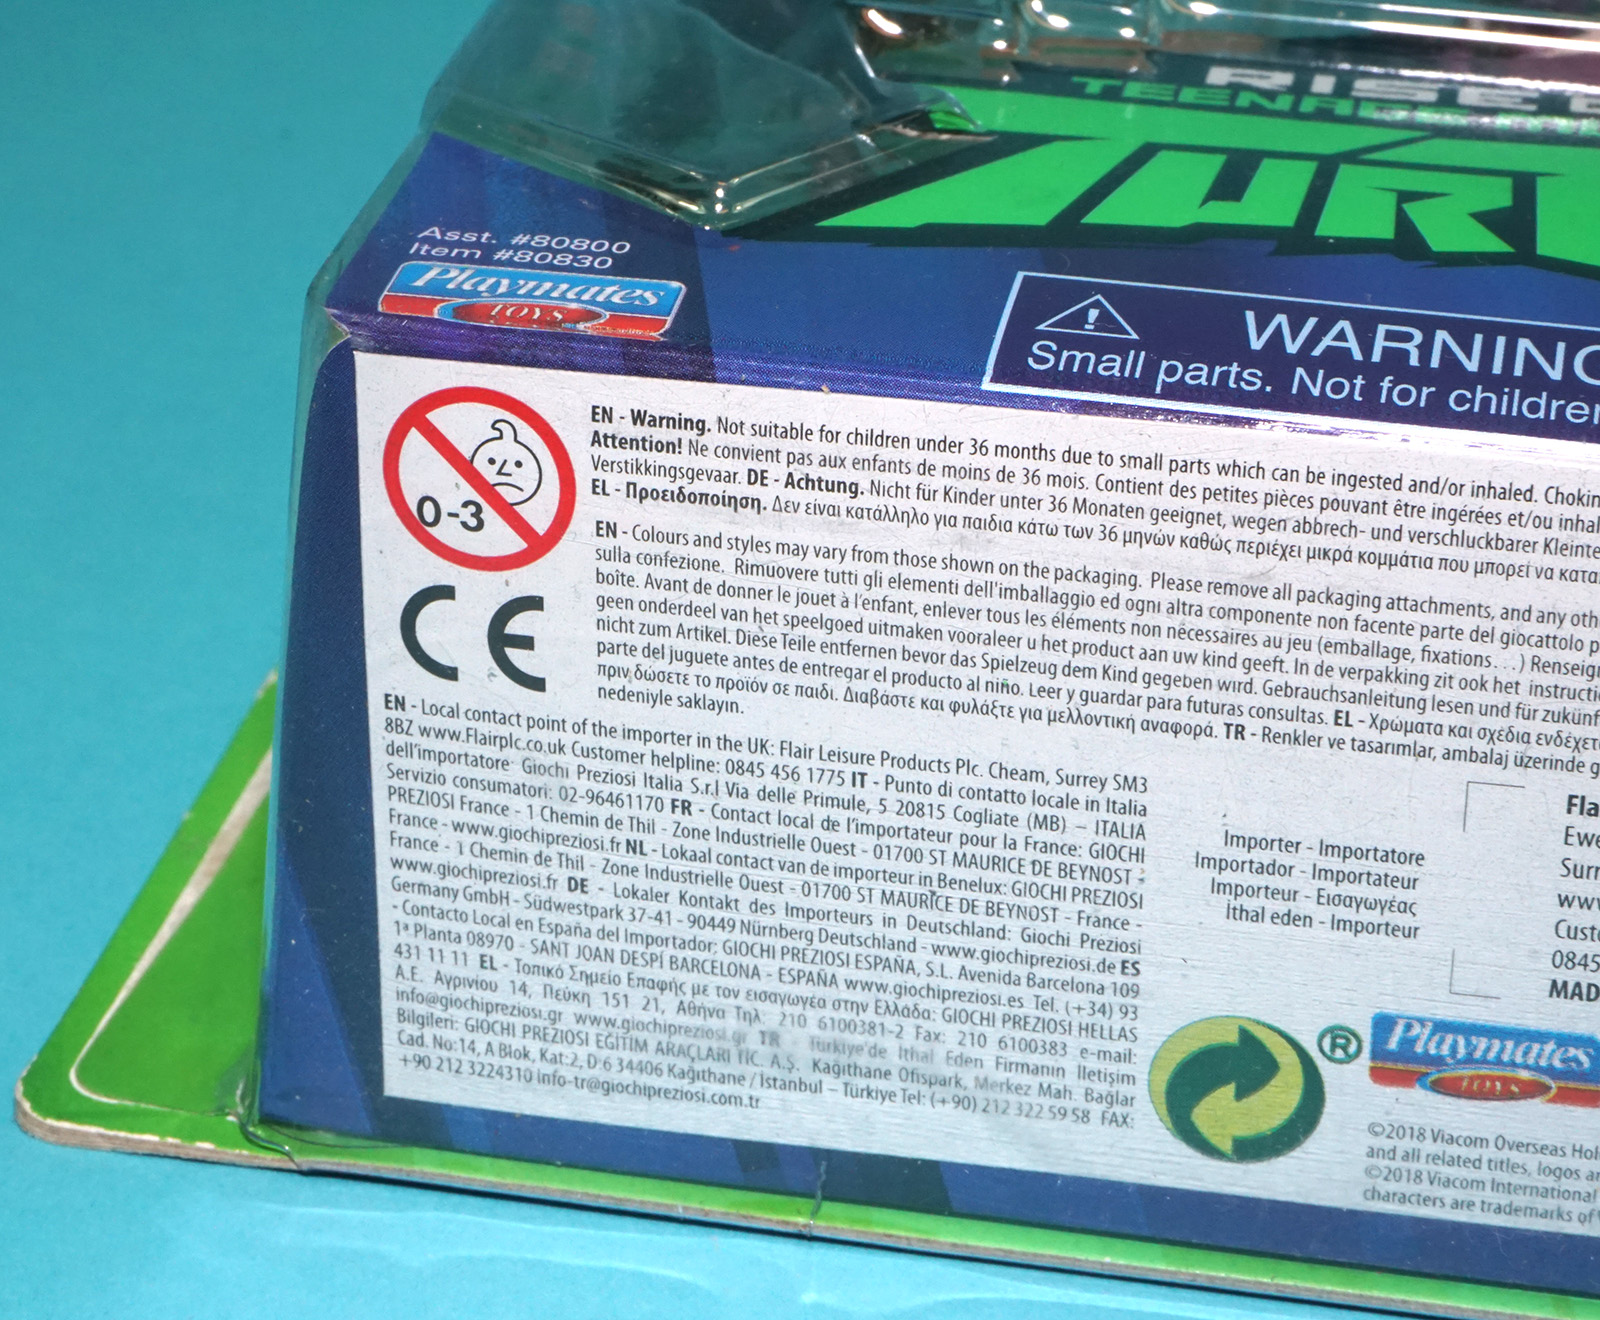 RISE
TEENAGE
TUR
Asst. #80800
Item #80830
Playmates
TOYS
WARNING
Small parts. Not for children
0-3
EN - Warning. Not suitable for children under 36 months due to small parts which can be ingested and/or inhaled.
Attention! Ne convient pas aux enfants de moins de 36 mois. Contient des petites pièces pouvant être ingérées et/ou
Verstikkingsgevaar. DE - Achtung. Nicht für Kinder unter 36 Monaten geeignet, wegen abbrech- und verschluckbarer
EL - Προειδοποίηση. Δεν είναι κατάλληλο για παιδια κάτω των 36 μηνών καθώς περιέχει μικρά κομμάτια που μπορεί να
EN - Colours and styles may vary from those shown on the packaging. Please remove all packaging attachments, and any
sulla confezione. Rimuovere tutti gli elementi dell'imballaggio ed ogni altra componente non facente parte del giocattolo
boîte. Avant de donner le jouet à l'enfant, enlever tous les éléments non nécessaires au jeu (emballage, fixations...)
geen onderdeel van het speelgoed uitmaken vooraleer u het product aan uw kind geeft. In de verpakking zit ook het
nicht zum Artikel. Diese Teile entfernen bevor das Spielzeug dem Kind gegeben wird. Gebrauchsanleitung lesen und für
parte del juguete antes de entregar el producto al niño. Leer y guardar para futuras consultas. EL - Χρώματα και σχέδια
πριν δώσετε το προϊόν σε παιδι. Διαβάστε και φυλάξτε για μελλοντική αναφορά. TR - Renkler ve tasarımlar, ambalaj üzerinde
nedeniyle saklayın.
CE
EN - Local contact point of the importer in the UK: Flair Leisure Products Plc. Cheam, Surrey SM3
8BZ www.Flairplc.co.uk Customer helpline: 0845 456 1775 IT - Punto di contatto locale in Italia
dell'importatore: Giochi Preziosi Italia S.r.l Via delle Primule, 5 20815 Cogliate (MB) – ITALIA
Servizio consumatori: 02-96461170 FR - Contact local de l'importateur pour la France: GIOCHI
PREZIOSI France - 1 Chemin de Thil - Zone Industrielle Ouest - 01700 ST MAURICE DE BEYNOST -
France - www.giochipreziosi.fr NL - Lokaal contact van de importeur in Benelux: GIOCHI PREZIOSI
France - 1 Chemin de Thil - Zone Industrielle Ouest - 01700 ST MAURICE DE BEYNOST - France -
www.giochipreziosi.fr DE - Lokaler Kontakt des Importeurs in Deutschland: Giochi Preziosi
Germany GmbH - Südwestpark 37-41 - 90449 Nürnberg Deutschland - www.giochipreziosi.de ES
- Contacto Local en España del Importador: GIOCHI PREZIOSI ESPAÑA, S.L. Avenida Barcelona 109
1ª Planta 08970 - SANT JOAN DESPÍ BARCELONA - ESPAÑA www.giochipreziosi.es Tel. (+34) 93
431 11 11 EL - Τοπικό Σημείο Επαφής με τον εισαγωγέα στην Ελλάδα: GIOCHI PREZIOSI HELLAS
A.E. Αγρινίου 14, Πεύκη 151 21, Αθήνα Τηλ: 210 6100381-2 Fax: 210 6100383 e-mail:
info@giochipreziosi.gr www.giochipreziosi.gr TR - Türkiye'de İthal Eden Firmanın İletişim
Bilgileri: GIOCHI PREZIOSI EĞİTİM ARAÇLARI TİC. A.Ş. Kağıthane Ofispark, Merkez Mah. Bağlar
Cad. No:14, A Blok, Kat:2, D:6 34406 Kağıthane / İstanbul – Türkiye Tel: (+90) 212 322 59 58 FAX:
+90 212 3224310 info-tr@giochipreziosi.com.tr
Importer - Importatore
Importador - Importateur
Importeur - Εισαγωγέας
İthal eden - Importeur
Fla
Ewe
Surr
www
Cust
0845
MAD
®
Playmates
TOYS
©2018 Viacom Overseas
and all related titles, logos
©2018 Viacom International
characters are trademarks of